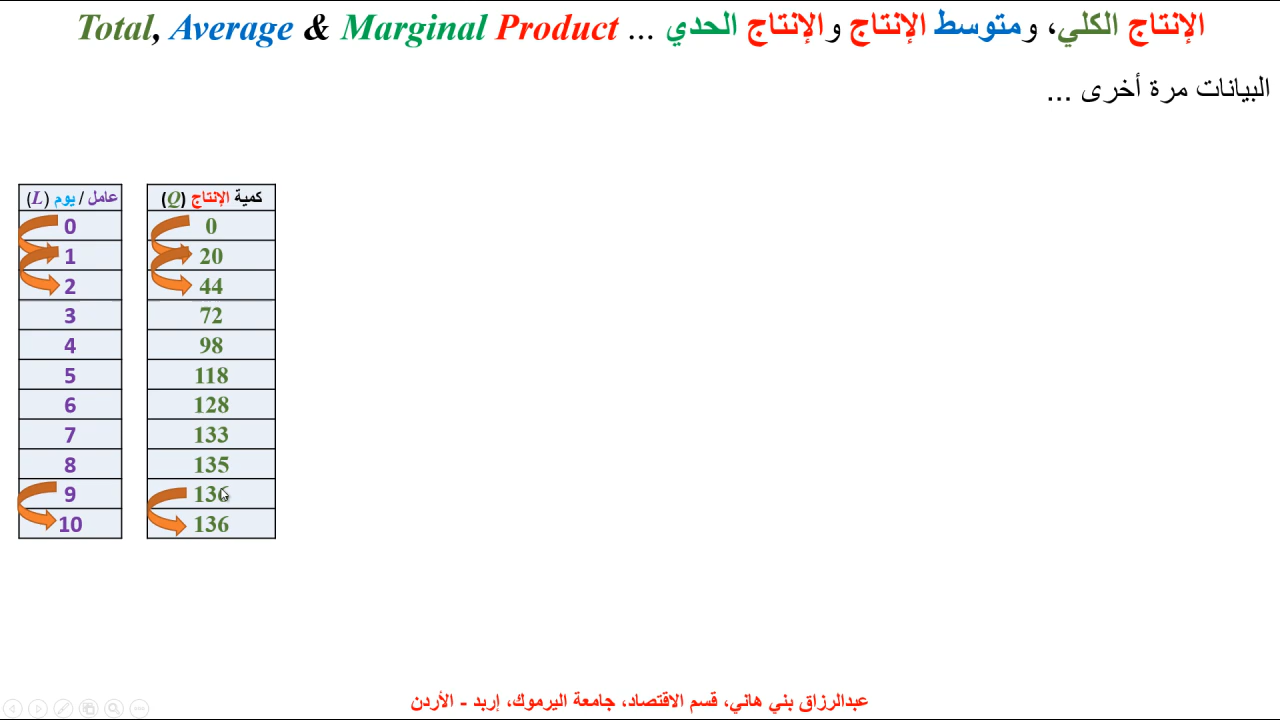 الإنتاج الكلي، ومتوسط الإنتاج والإنتاج الحدي ... Total, Average & Marginal Product
البيانات مرة أخرى ...
عامل / يوم (L) كمية الإنتاج (Q)
0 0
1 20
2 44
3 72
4 98
5 118
6 128
7 133
8 135
9 136
10 136
عبدالرزاق بني هاني، قسم الاقتصاد، جامعة اليرموك، إربد - الأردن